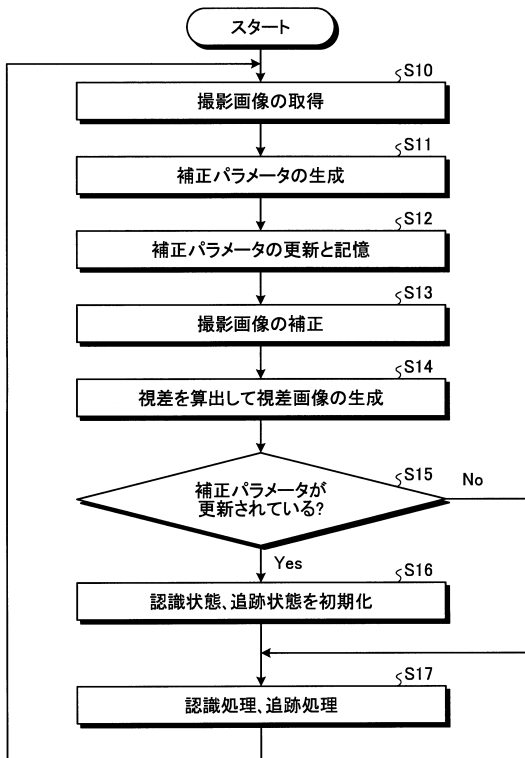 スタート
S10
撮影画像の取得
S11
補正パラメータの生成
S12
補正パラメータの更新と記憶
S13
撮影画像の補正
S14
視差を算出して視差画像の生成
S15
補正パラメータが
更新されている?
No
Yes
S16
認識状態、追跡状態を初期化
S17
認識処理、追跡処理